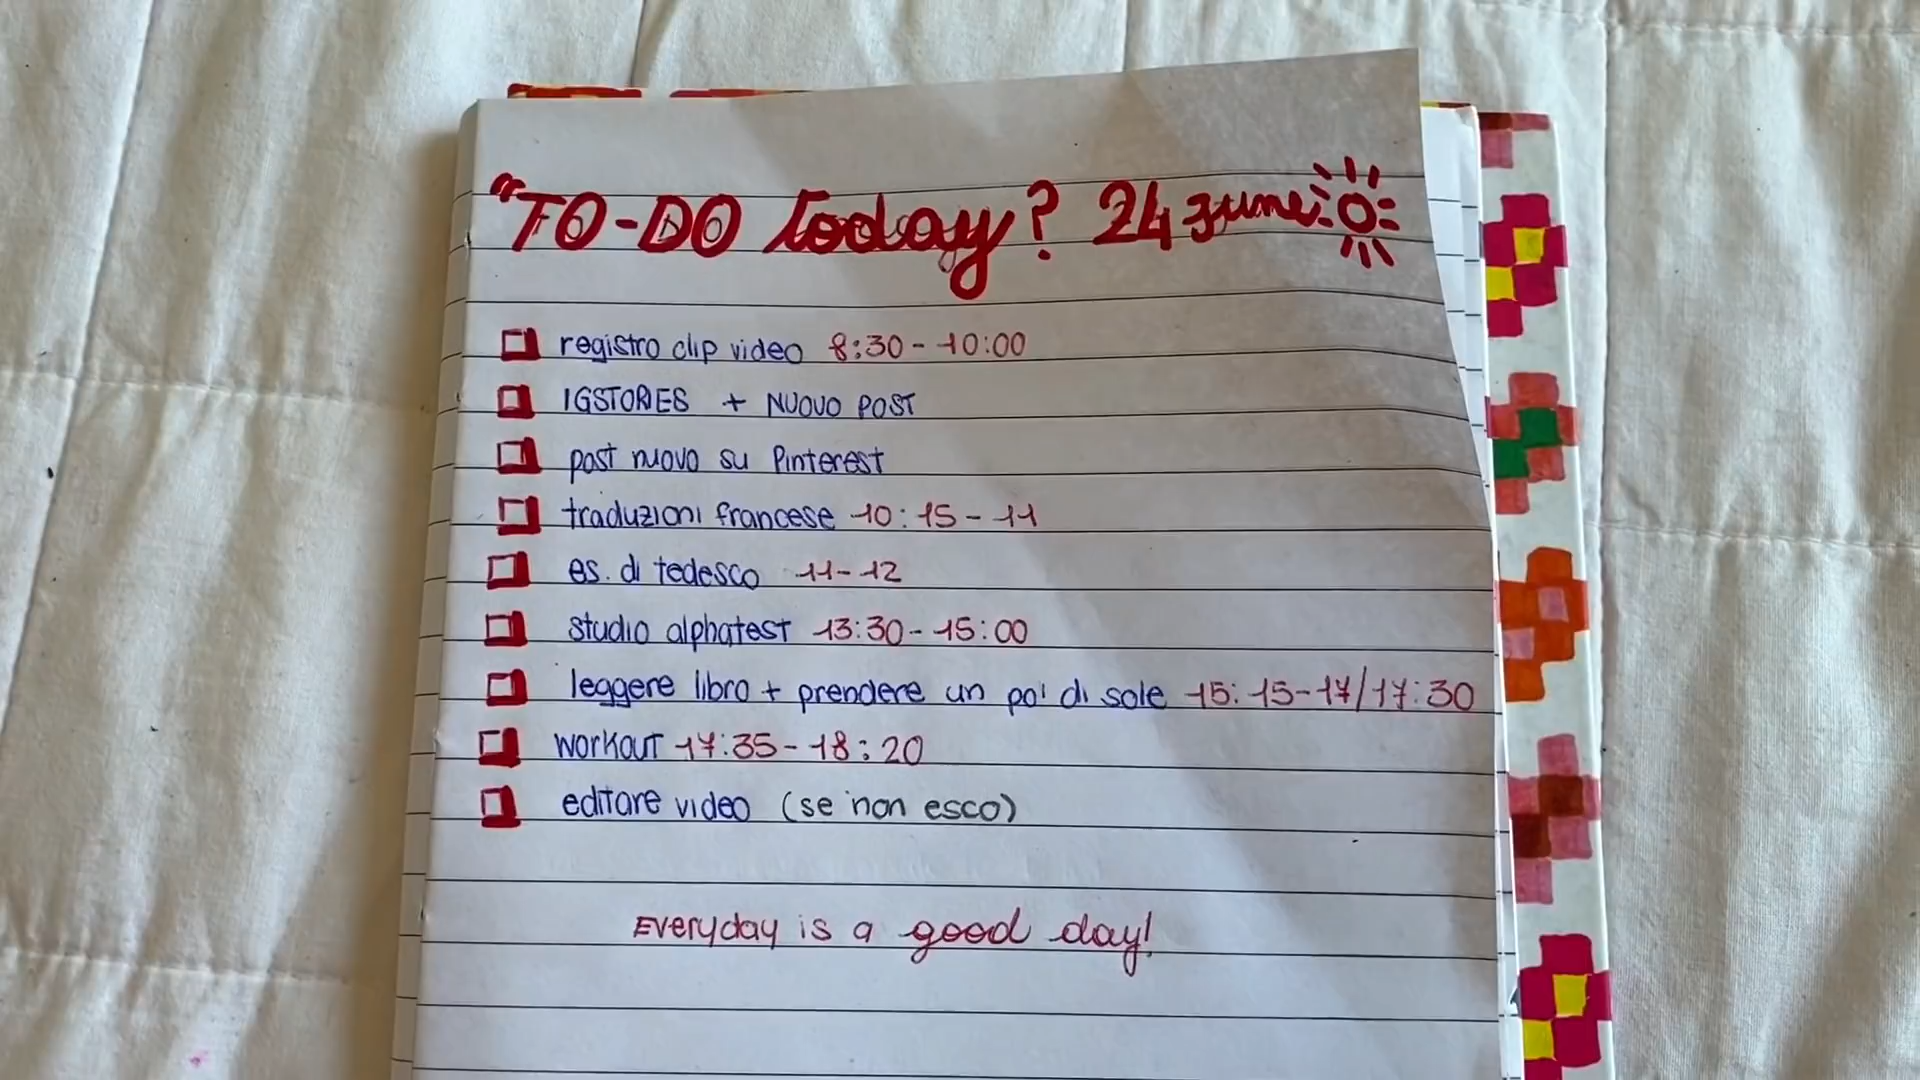 "TO-DO today? 24 june
registro clip video 8:30-10:00
IGSTORIES + NUOVO POST
post nuovo su Pinterest
traduzioni francese 10:15-11
es. di tedesco 11-12
studio alphatest 13:30-15:00
leggere libro + prendere un po' di sole 15:15-17/17:30
workout 17:35-18:20
editare video (se non esco)
Everyday is a good day!